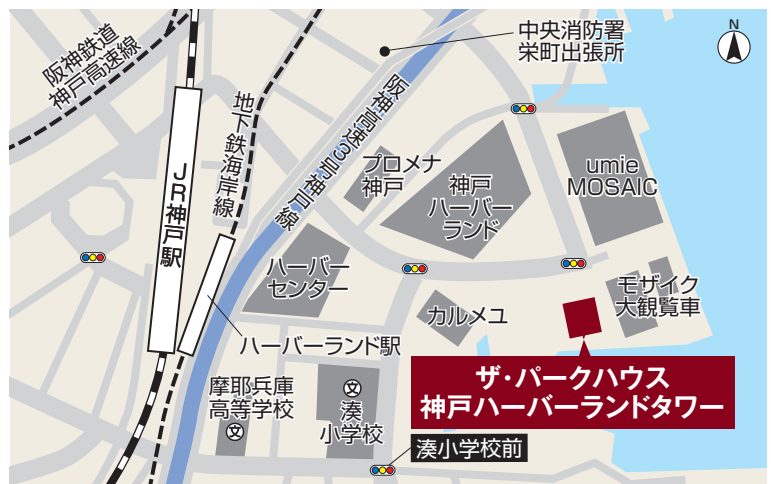 中央消防署
栄町出張所
N
阪神鉄道
神戸高速線
地下鉄海岸線
阪神高速3号神戸線
JR神戸駅
プロメナ
神戸
神戸
ハーバー
ランド
umie
MOSAIC
ハーバー
センター
モザイク
大観覧車
カルメユ
ハーバーランド駅
ザ・パークハウス
神戸ハーバーランドタワー
摩耶兵庫
高等学校
文
文
湊
小学校
湊小学校前